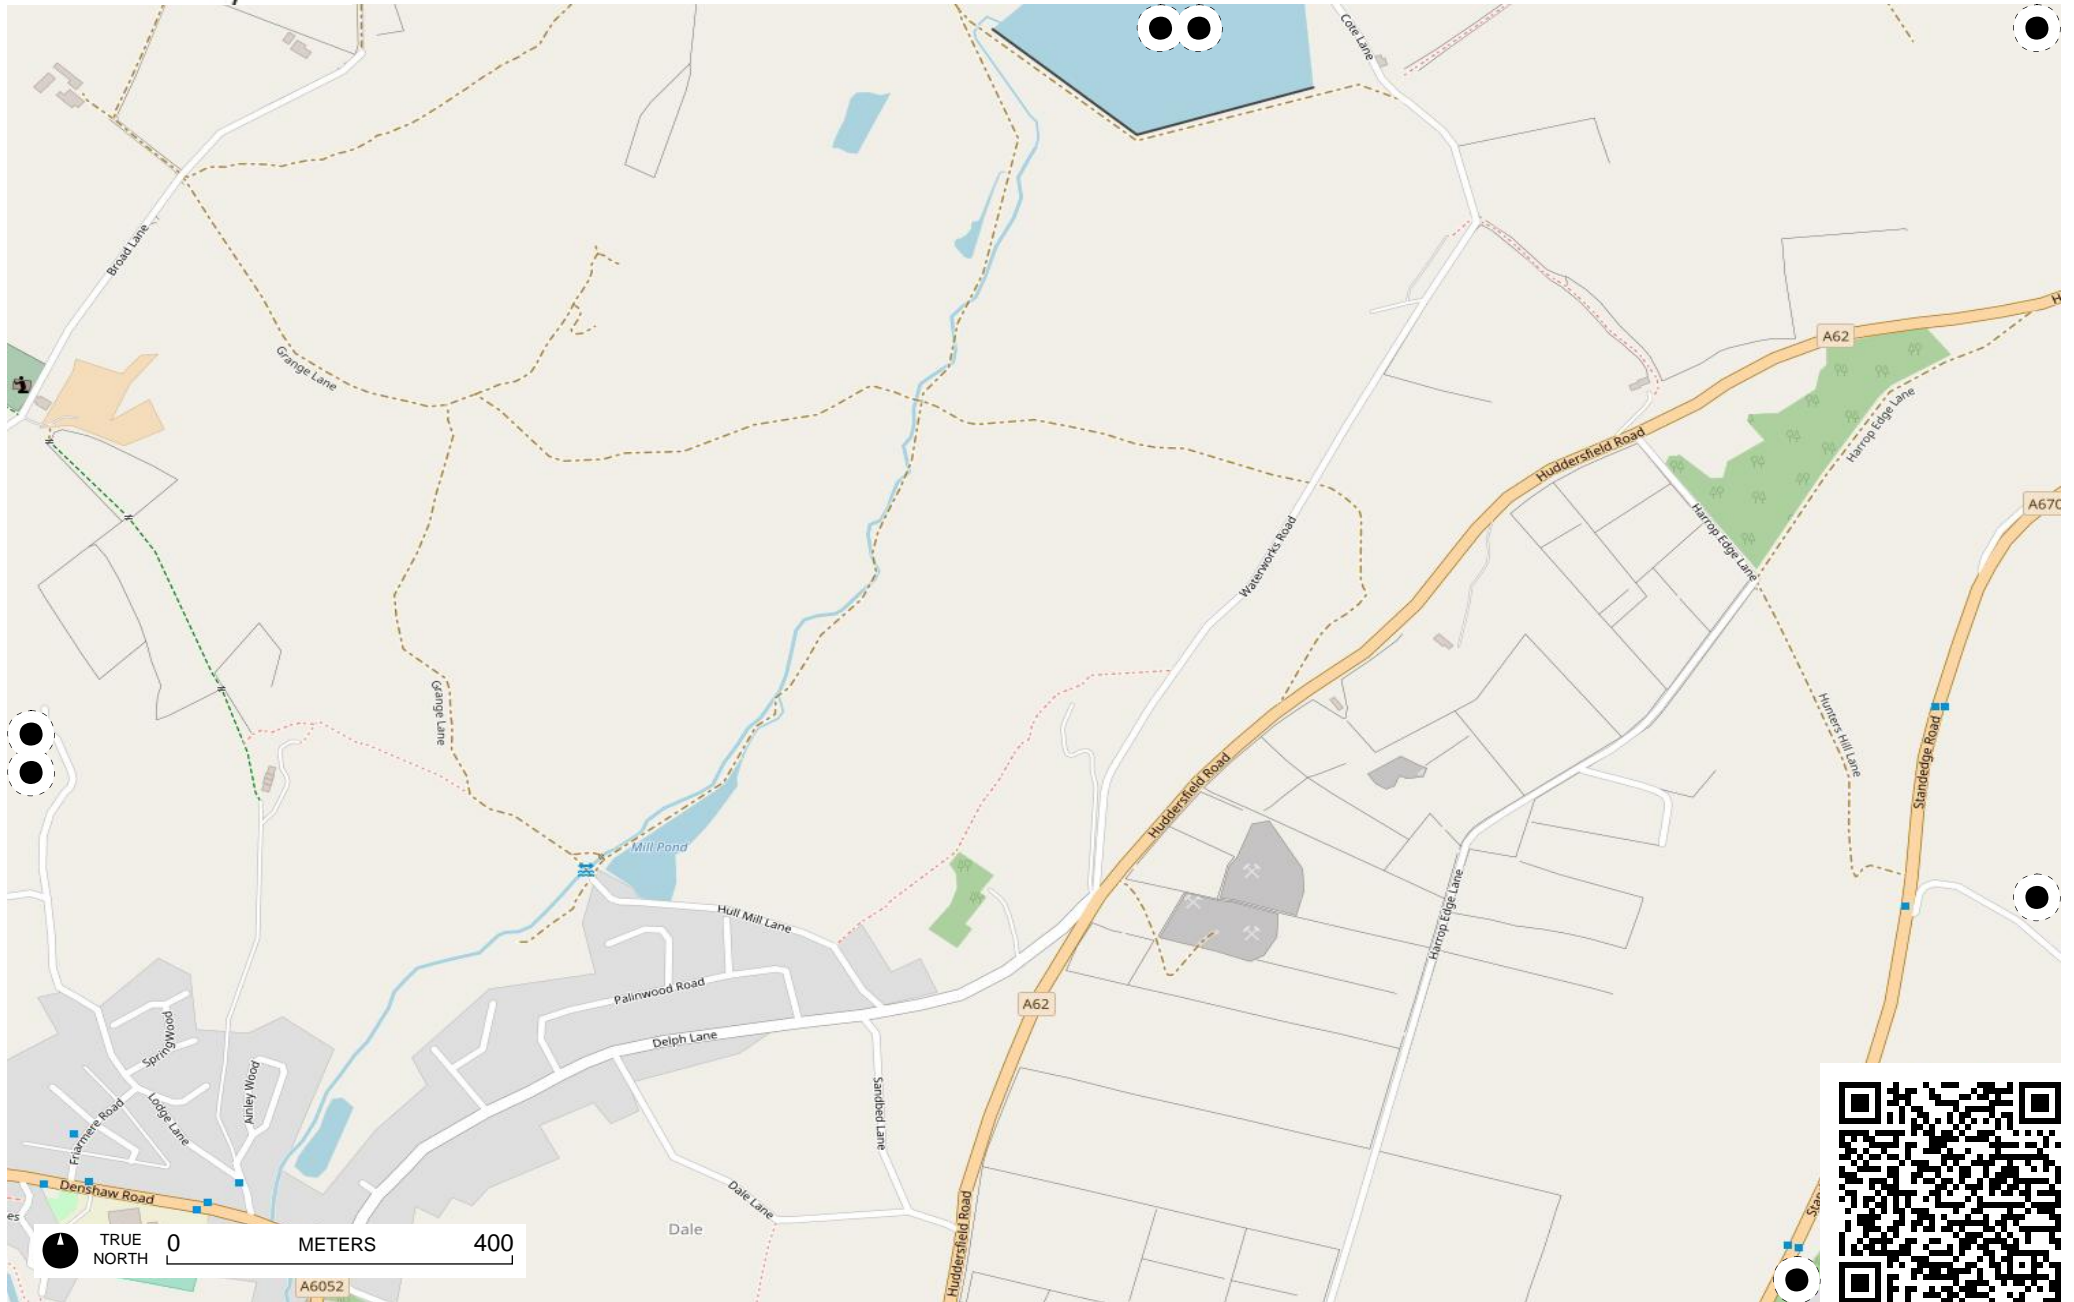 Cote Lane
Broad Lane
H
A62
Grange Lane
Harrop Edge Lane
Huddersfield Road
A670
Harrop Edge Lane
Waterworks Road
Grange Lane
Hunters Hill Lane
Standedge Road
Huddersfield Road
Mill Pond
Hull Mill Lane
Harrop Edge Lane
Palinwood Road
A62
Springwood
Delph Lane
Ainley Wood
Lodge Lane
Friarmere Road
Sandbed Lane
Denshaw Road
Dale Lane
Huddersfield Road
Stan
es
Dale
TRUE
NORTH
0 METERS 400
A6052